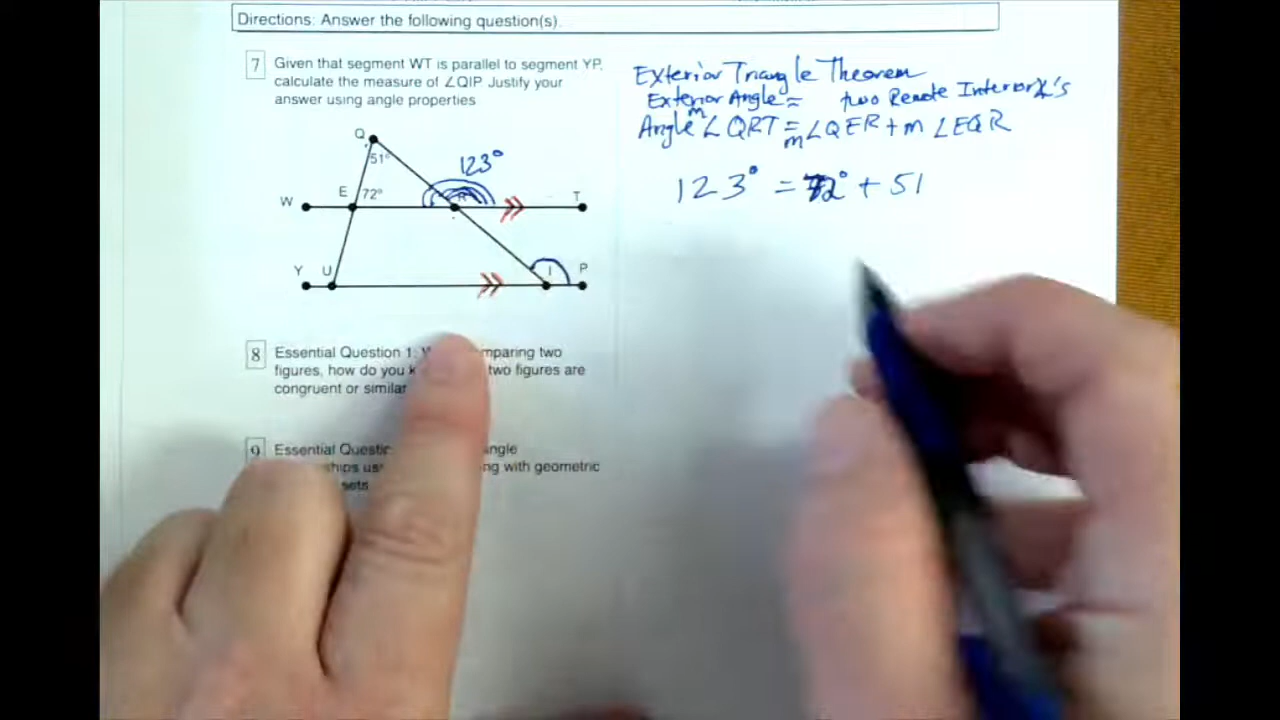 Directions: Answer the following question(s).
7 Given that segment WT is parallel to segment YP,
calculate the measure of ∠QIP. Justify your
answer using angle properties
Exterior Triangle Theorem
Exterior Angle = two Remote Interior ∠'s
m Angle ∠QRT = m ∠QER + m ∠EQR
123° = 72° + 51
Q
51°
123°
E 72°
W
R
T
Y U
I P
8 Essential Question 1: comparing two
figures, how do you two figures are
congruent or similar
9 Essential angle
with geometric
sets